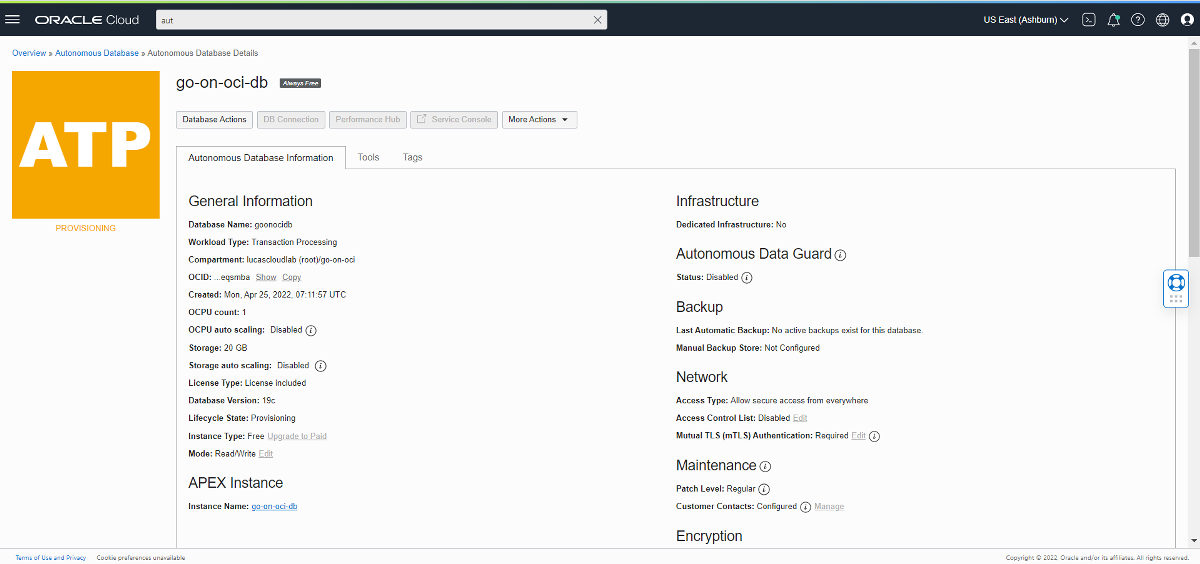 ORACLE Cloud
aut
US East (Ashburn)
Overview » Autonomous Database » Autonomous Database Details
ATP
PROVISIONING
go-on-oci-db
Always Free
Database Actions
DB Connection
Performance Hub
Service Console
More Actions
Autonomous Database Information
Tools
Tags
General Information
Database Name: goonocidb
Workload Type: Transaction Processing
Compartment: lucascloudlab (root)/go-on-oci
OCID: ...eqsmba Show Copy
Created: Mon, Apr 25, 2022, 07:11:57 UTC
OCPU count: 1
OCPU auto scaling: Disabled
Storage: 20 GB
Storage auto scaling: Disabled
License Type: License included
Database Version: 19c
Lifecycle State: Provisioning
Instance Type: Free Upgrade to Paid
Mode: Read/Write Edit
APEX Instance
Instance Name: go-on-oci-db
Infrastructure
Dedicated Infrastructure: No
Autonomous Data Guard
Status: Disabled
Backup
Last Automatic Backup: No active backups exist for this database.
Manual Backup Store: Not Configured
Network
Access Type: Allow secure access from everywhere
Access Control List: Disabled Edit
Mutual TLS (mTLS) Authentication: Required Edit
Maintenance
Patch Level: Regular
Customer Contacts: Configured Manage
Encryption
Terms of Use and Privacy
Cookie preferences unavailable
Copyright © 2022, Oracle and/or its affiliates. All rights reserved.